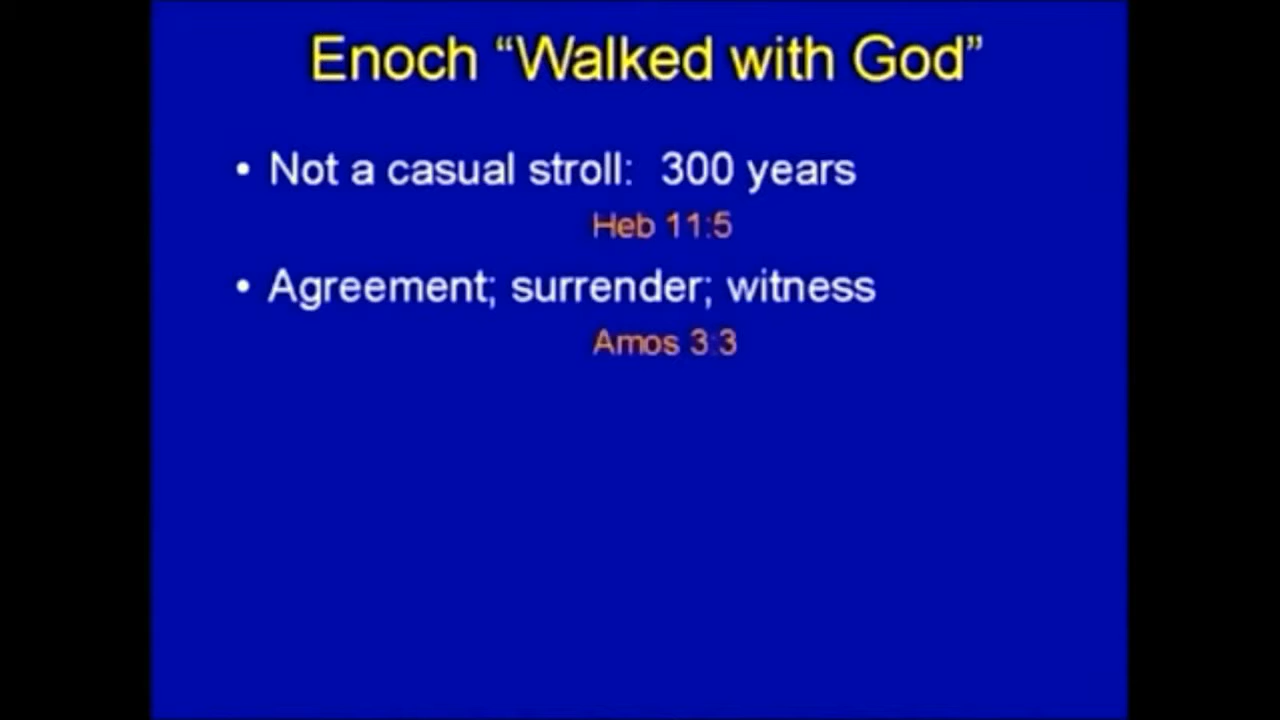 Enoch “Walked with God”
• Not a casual stroll:  300 years
Heb 11:5
• Agreement; surrender; witness
Amos 3:3